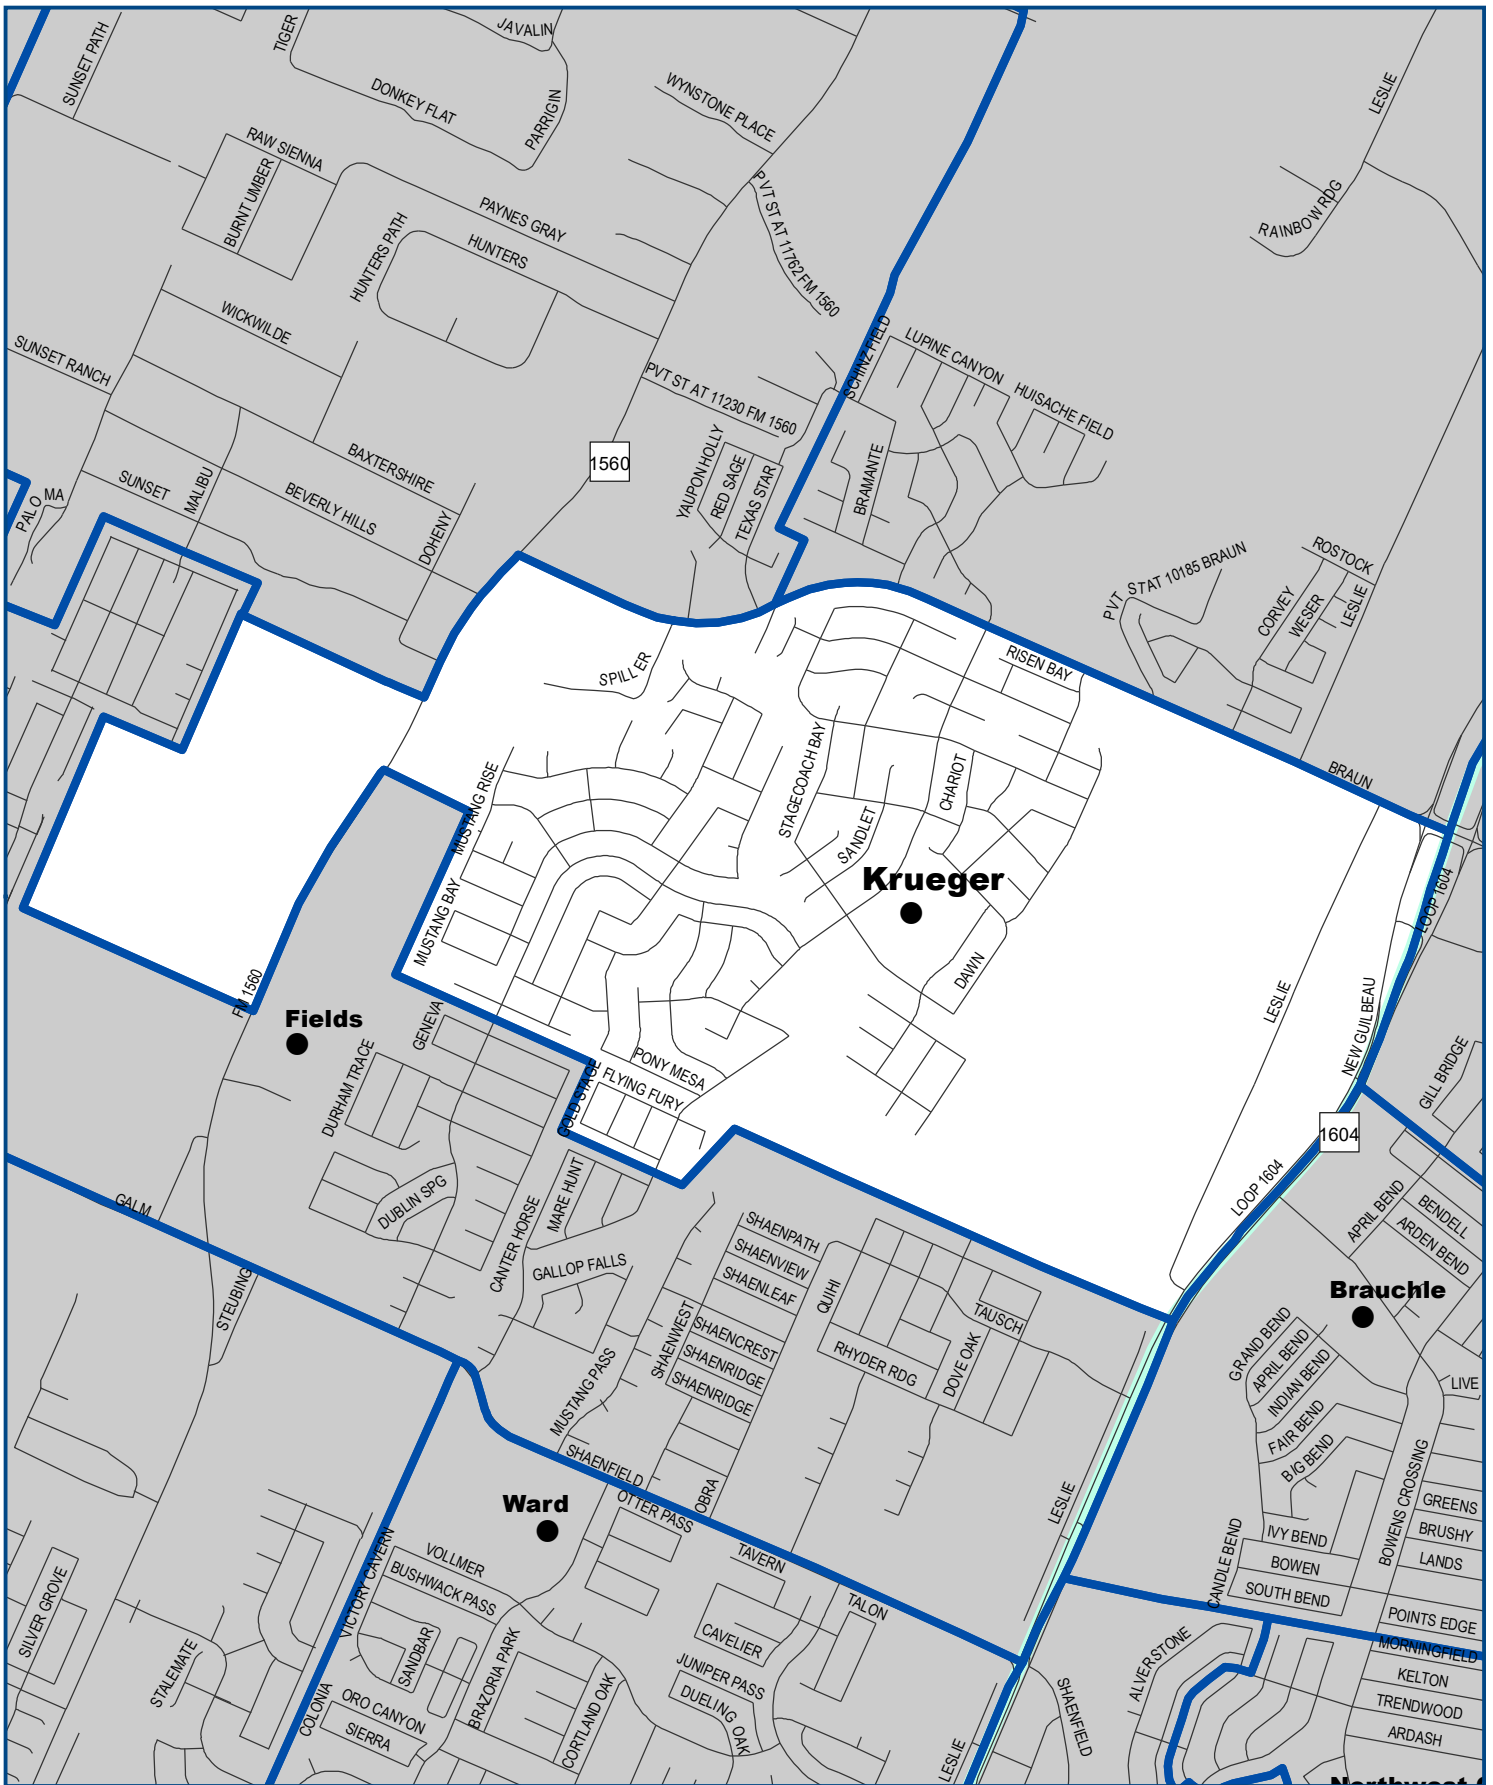 TIGER
JAVALIN
SUNSET PATH
DONKEY FLAT
PARRIGIN
WYNSTONE PLACE
LESLIE
RAW SIENNA
BURNT UMBER
PAYNES GRAY
HUNTERS PATH
HUNTERS
PVT ST AT 11762 FM 1560
RAINBOW RDG
WICKWILDE
SUNSET RANCH
SCHINZ FIELD
LUPINE CANYON
HUISACHE FIELD
PVT ST AT 11230 FM 1560
1560
BAXTERSHIRE
YAUPON HOLLY
RED SAGE
TEXAS STAR
BRAMANTE
SUNSET
MALIBU
BEVERLY HILLS
DOHENY
PALO MA
PVT ST AT 10185 BRAUN
ROSTOCK
CORVEY
WESER
LESLIE
SPILLER
RISEN BAY
STAGECOACH BAY
CHARIOT
SANDLET
BRAUN
MUSTANG RISE
MUSTANG BAY
Krueger
LOOP 1604
DAWN
LESLIE
NEW GUILBEAU
FM 1560
Fields
GENEVA
DURHAM TRACE
GOLD STAGE
PONY MESA
FLYING FURY
GILL BRIDGE
1604
LOOP 1604
GALM
DUBLIN SPG
MARE HUNT
CANTER HORSE
GALLOP FALLS
STEUBING
SHAENPATH
SHAENVIEW
SHAENLEAF
SHAENWEST
SHAENCREST
SHAENRIDGE
SHAENRIDGE
QUIHI
TAUSCH
RHYDER RDG
DOVE OAK
MUSTANG PASS
APRIL BEND
BENDELL
ARDEN BEND
Brauchle
GRAND BEND
APRIL BEND
INDIAN BEND
FAIR BEND
BIG BEND
LIVE
BOWENS CROSSING
GREENS
BRUSHY
LANDS
IVY BEND
BOWEN
SOUTH BEND
CANDLE BEND
POINTS EDGE
MORNINGFIELD
KELTON
TRENDWOOD
ARDASH
SHAENFIELD
OBRA
OTTER PASS
Ward
LESLIE
TAVERN
TALON
VOLLMER
BUSHWACK PASS
VICTORY CAVERN
SILVER GROVE
STALEMATE
SANDBAR
BRAZORIA PARK
ORO CANYON
SIERRA
COLONIA
CORTLAND OAK
CAVELIER
JUNIPER PASS
DUELING OAK
LESLIE
SHAENFIELD
ALVERSTONE